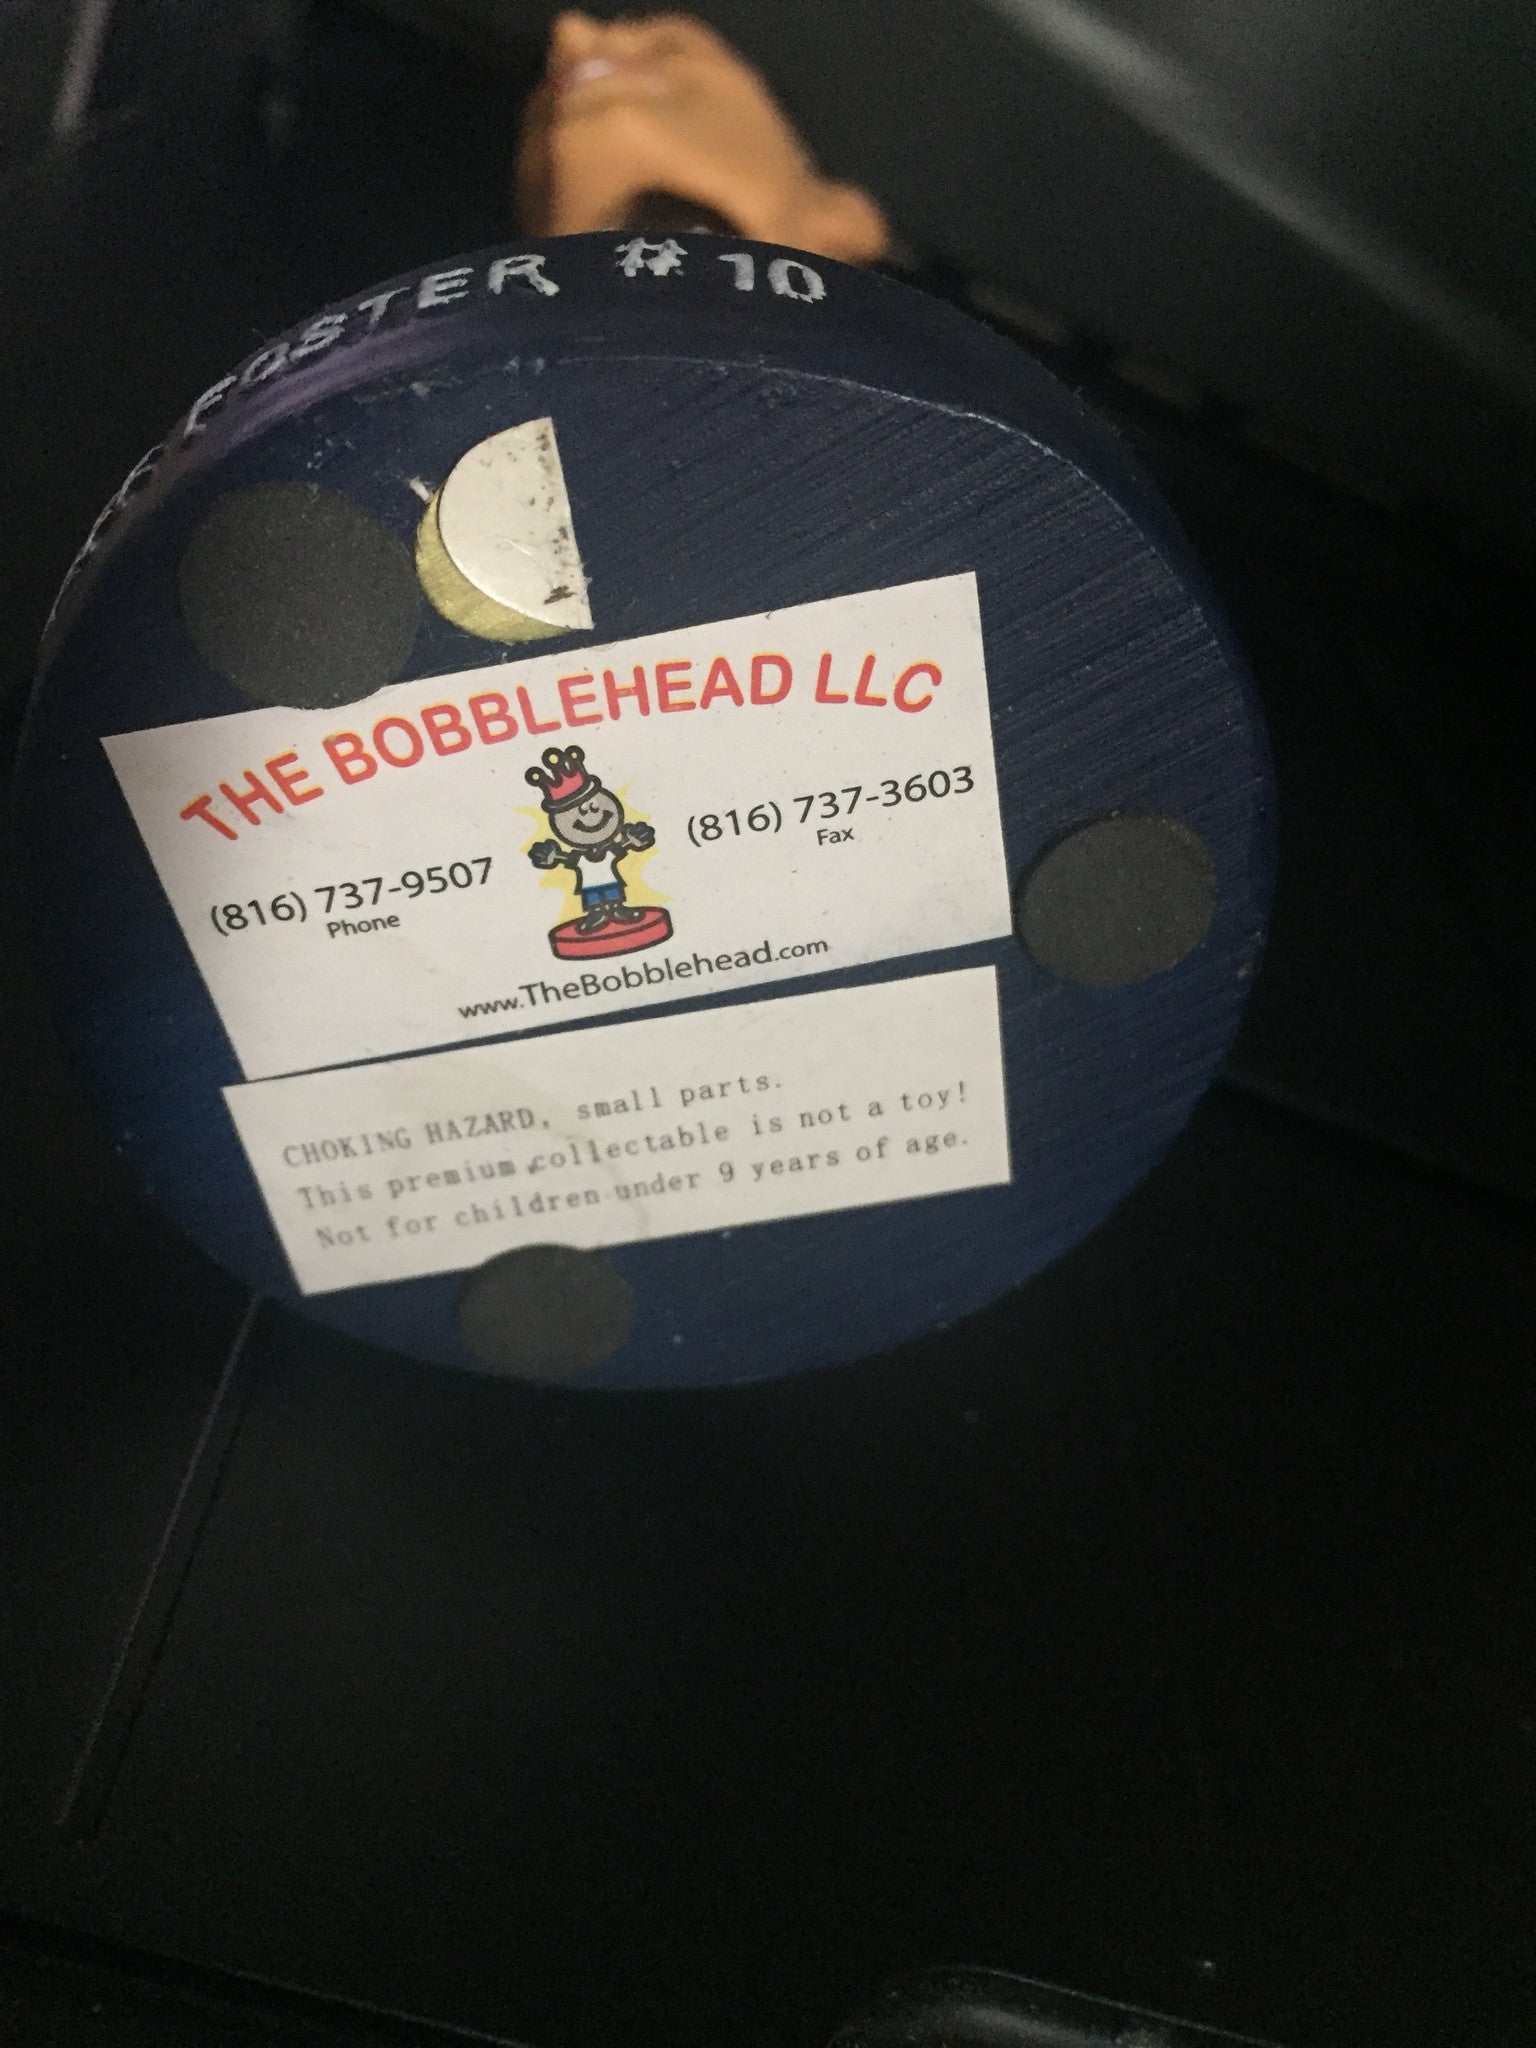 FOSTER #10
THE BOBBLEHEAD LLC
(816) 737-9507
Phone
(816) 737-3603
Fax
www.TheBobblehead.com
CHOKING HAZARD, small parts.
This premium collectable is not a toy!
Not for children under 9 years of age.